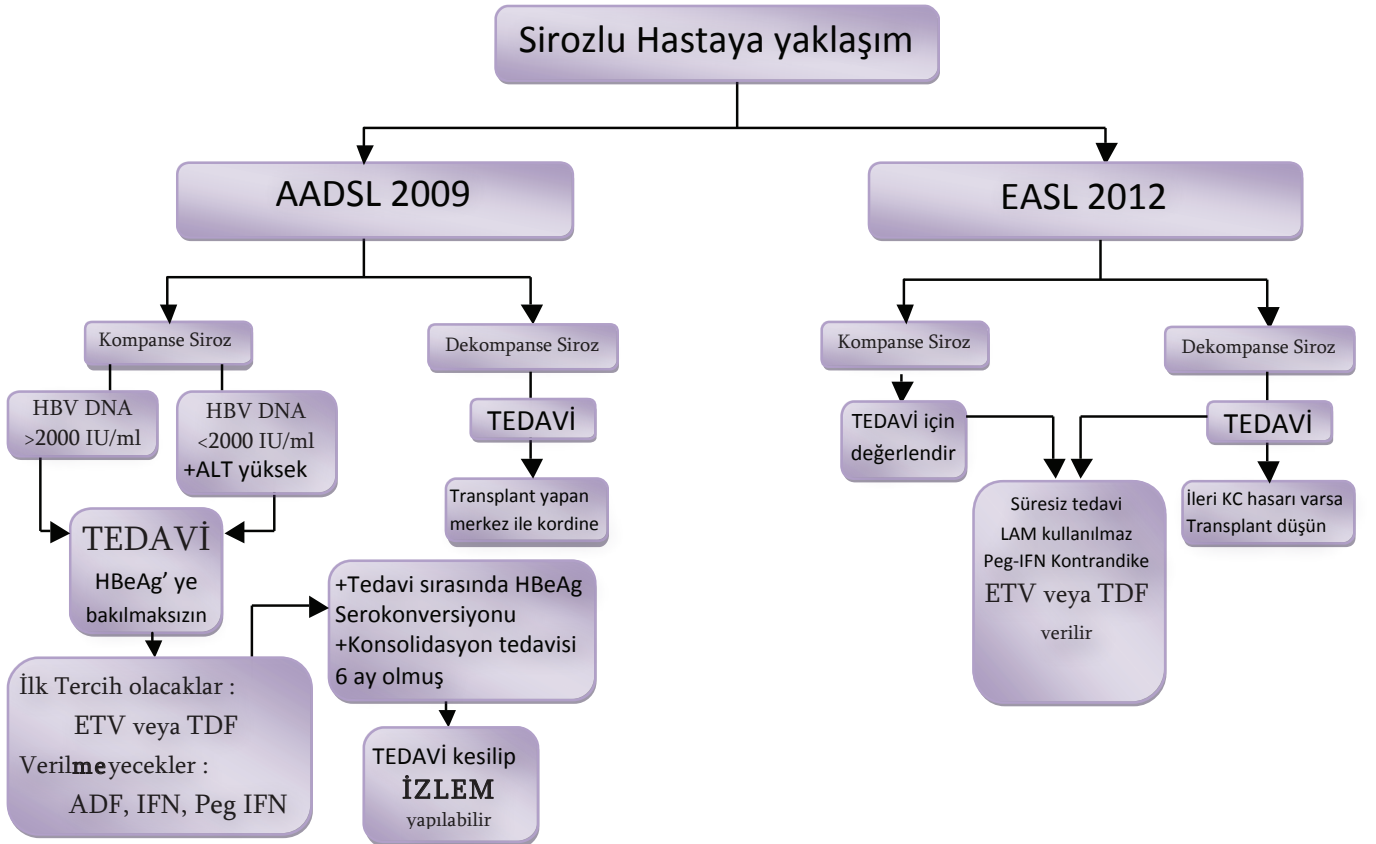 Sirozlu Hastaya yaklaşım
AADSL 2009
EASL 2012
Kompanse Siroz
Dekompanse Siroz
HBV DNA
>2000 IU/ml
HBV DNA
<2000 IU/ml
+ALT yüksek
TEDAVİ
Transplant yapan
merkez ile kordine
TEDAVİ
HBeAg' ye
bakılmaksızın
İlk Tercih olacaklar :
ETV veya TDF
Verilmeyecekler :
ADF, IFN, Peg IFN
+Tedavi sırasında HBeAg
Serokonversiyonu
+Konsolidasyon tedavisi
6 ay olmuş
TEDAVİ kesilip
İZLEM
yapılabilir
Kompanse Siroz
Dekompanse Siroz
TEDAVİ için
değerlendir
TEDAVİ
Süresiz tedavi
LAM kullanılmaz
Peg-IFN Kontrandike
ETV veya TDF
verilir
İleri KC hasarı varsa
Transplant düşün